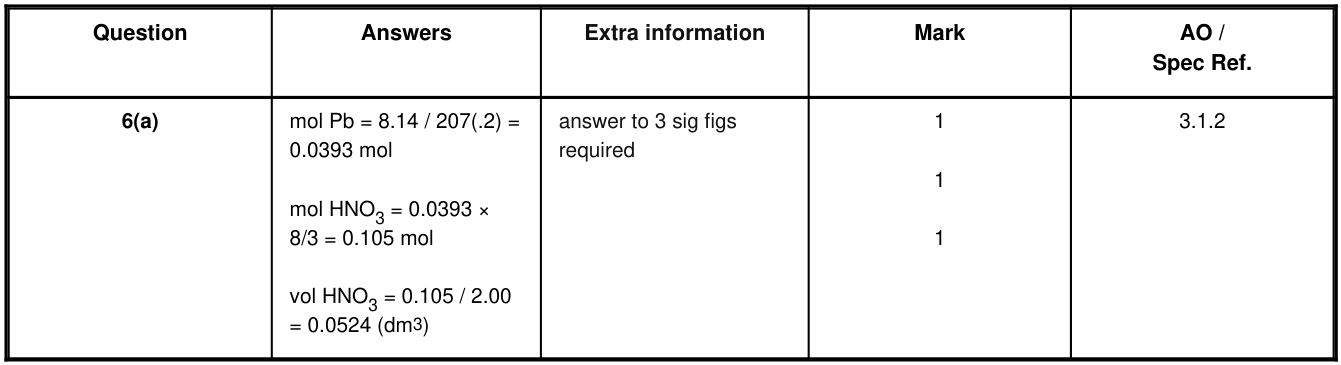 Question Answers Extra information Mark AO /
Spec Ref.
6(a) mol Pb = 8.14 / 207(.2) = answer to 3 sig figs 1 3.1.2
0.0393 mol required
1
mol HNO3 = 0.0393 ×
8/3 = 0.105 mol 1
vol HNO3 = 0.105 / 2.00
= 0.0524 (dm3)